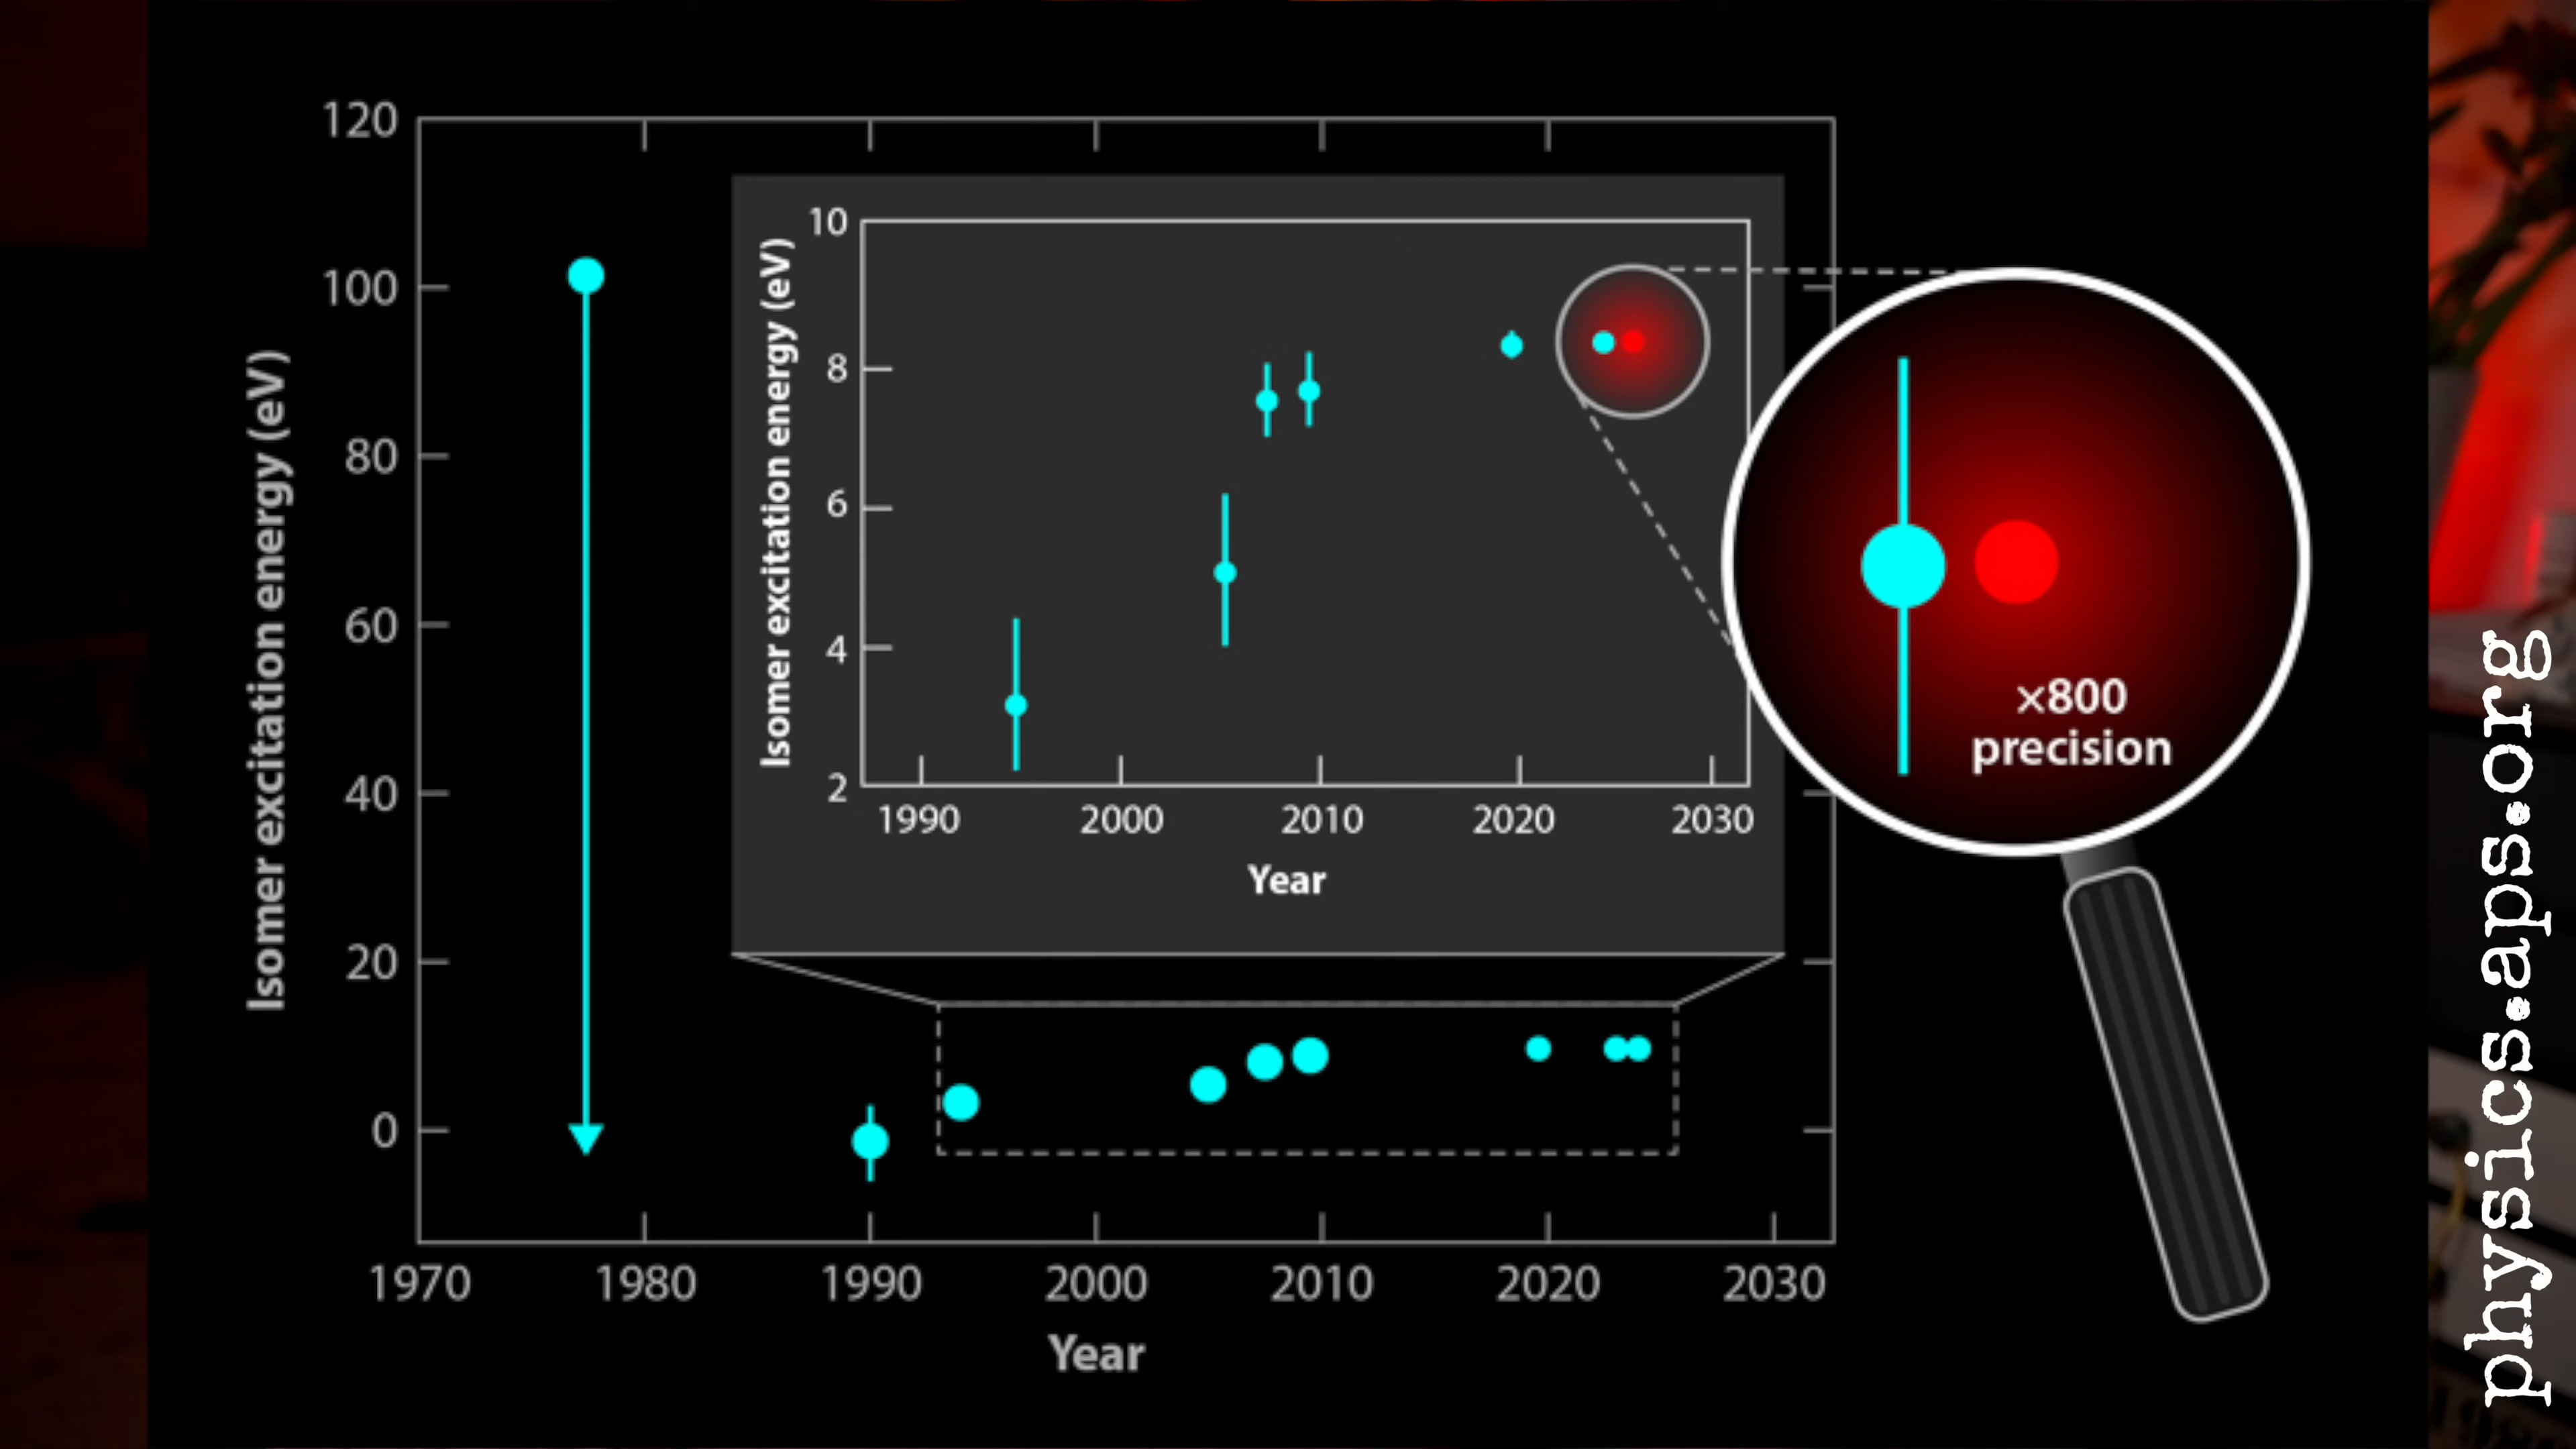 120
100
80
60
40
20
0
Isomer excitation energy (eV)
1970 1980 1990 2000 2010 2020 2030
Year
10
8
6
4
2
Isomer excitation energy (eV)
1990 2000 2010 2020 2030
Year
×800
precision
physics.aps.org